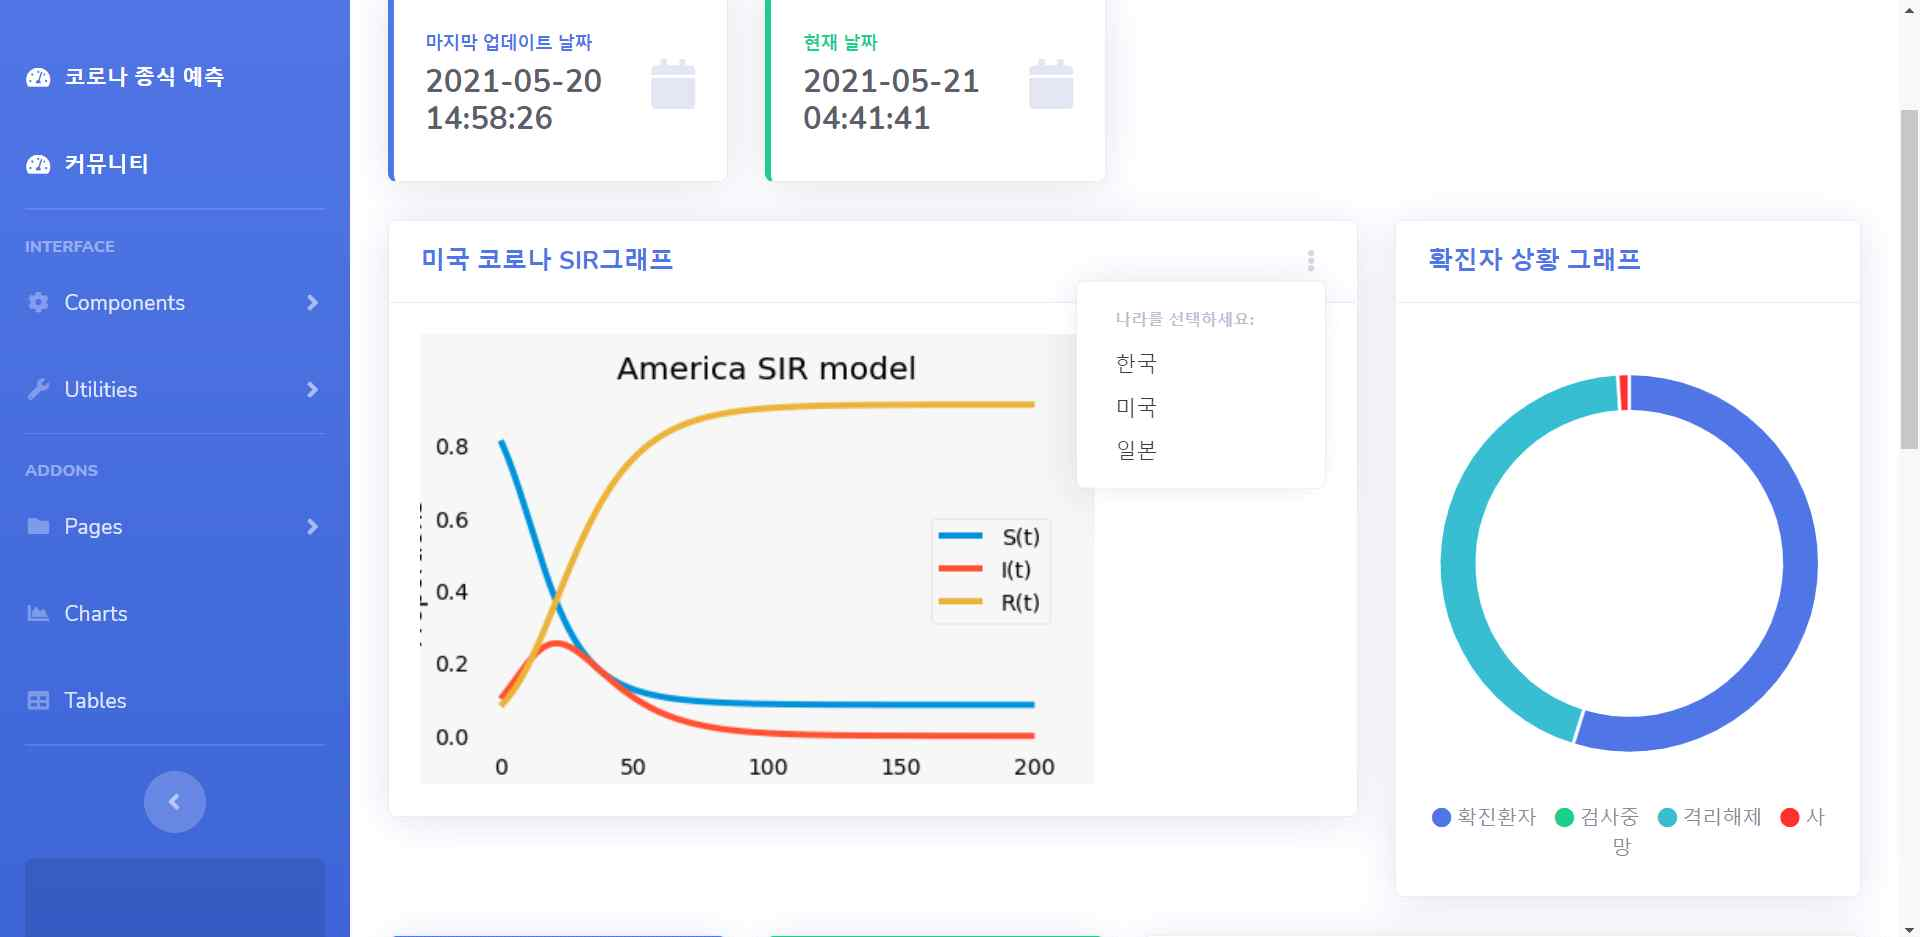 코로나 종식 예측
커뮤니티
INTERFACE
Components
Utilities
ADDONS
Pages
Charts
Tables
마지막 업데이트 날짜
2021-05-20
14:58:26
현재 날짜
2021-05-21
04:41:41
미국 코로나 SIR그래프
나라를 선택하세요:
한국
미국
일본
America SIR model
0.8
0.6
0.4
0.2
0.0
0 50 100 150 200
S(t)
I(t)
R(t)
확진자 상황 그래프
확진환자 검사중 격리해제 사
망